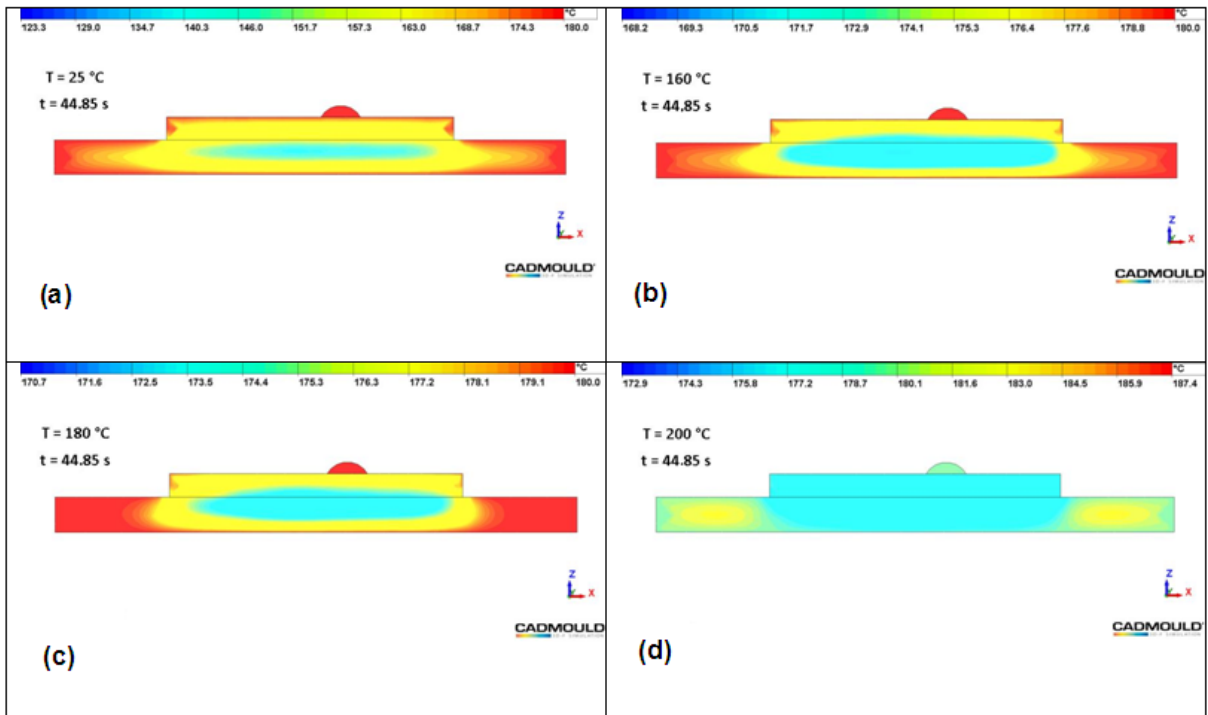 °C
123.3 129.0 134.7 140.3 146.0 151.7 157.3 163.0 168.7 174.3 180.0
T = 25 °C
t = 44.85 s
Z
X
CADMOULD
(a)
°C
168.2 169.3 170.5 171.7 172.9 174.1 175.3 176.4 177.6 178.8 180.0
T = 160 °C
t = 44.85 s
Z
X
CADMOULD
(b)
°C
170.7 171.6 172.5 173.5 174.4 175.3 176.3 177.2 178.1 179.1 180.0
T = 180 °C
t = 44.85 s
Z
X
CADMOULD
(c)
°C
172.9 174.3 175.8 177.2 178.7 180.1 181.6 183.0 184.5 185.9 187.4
T = 200 °C
t = 44.85 s
Z
X
CADMOULD
(d)